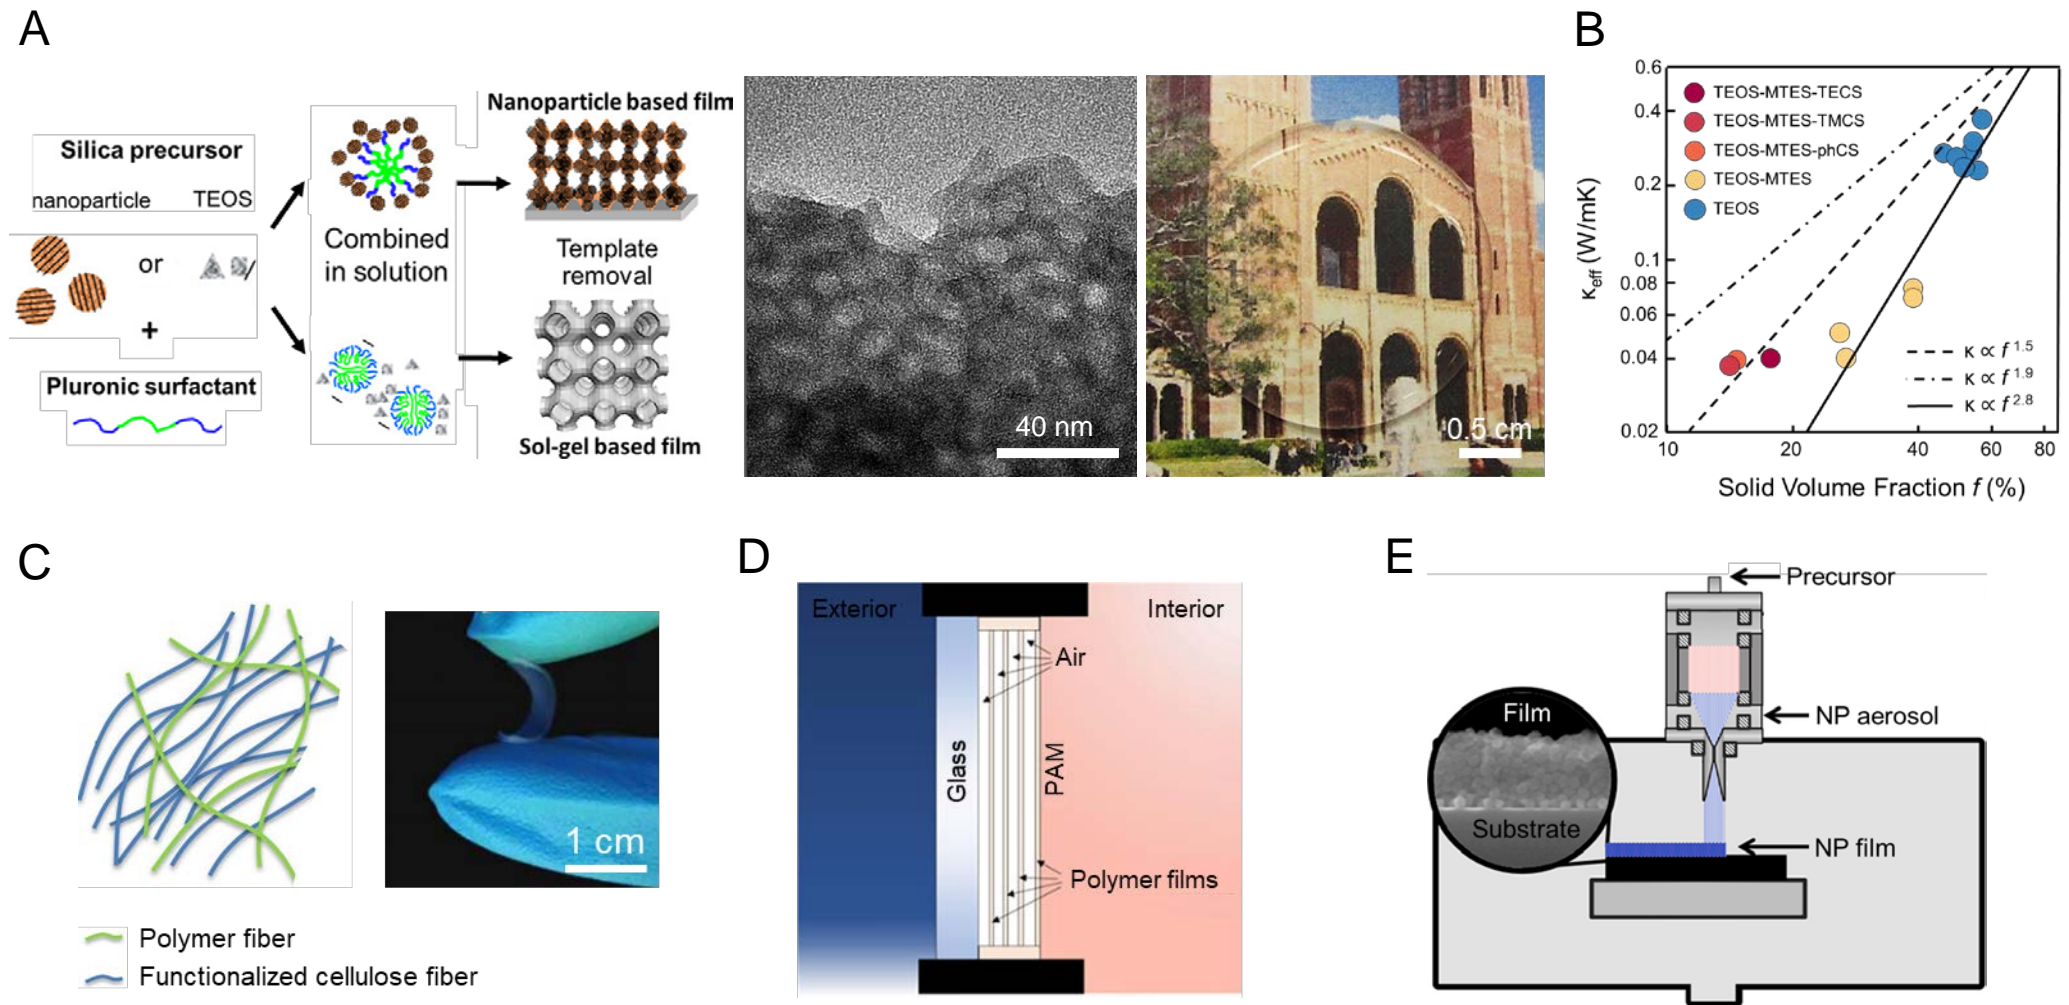 A
Silica precursor
nanoparticle TEOS
or
+
Pluronic surfactant
Combined
in solution
Nanoparticle based film
Template
removal
Sol-gel based film
40 nm
0.5 cm
B
0.6
0.4
0.2
0.1
0.08
0.06
0.04
0.02
κeff (W/mK)
TEOS-MTES-TECS
TEOS-MTES-TMCS
TEOS-MTES-phCS
TEOS-MTES
TEOS
κ ∝ f 1.5
κ ∝ f 1.9
κ ∝ f 2.8
10 20 40 60 80
Solid Volume Fraction f (%)
C
1 cm
Polymer fiber
Functionalized cellulose fiber
D
Exterior
Interior
Air
Glass
PAM
Polymer films
E
Precursor
NP aerosol
Film
Substrate
NP film